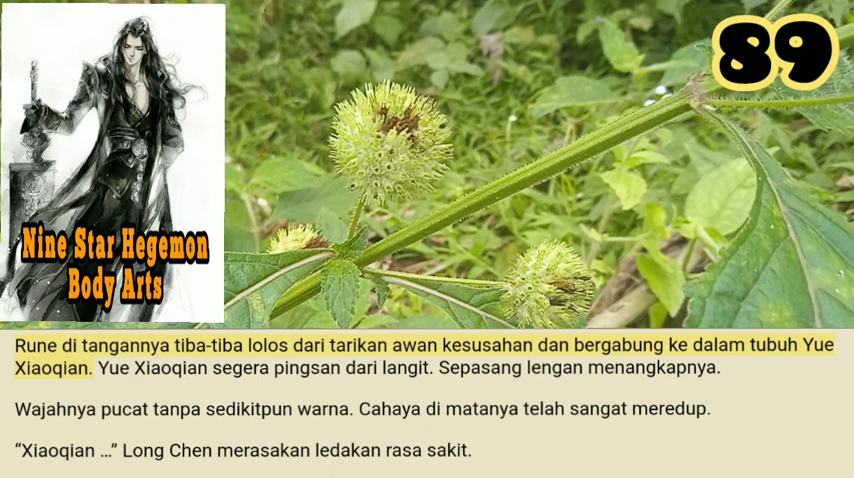 89
Nine Star Hegemon
Body Arts
Rune di tangannya tiba-tiba lolos dari tarikan awan kesusahan dan bergabung ke dalam tubuh Yue
Xiaoqian. Yue Xiaoqian segera pingsan dari langit. Sepasang lengan menangkapnya.
Wajahnya pucat tanpa sedikitpun warna. Cahaya di matanya telah sangat meredup.
“Xiaoqian …” Long Chen merasakan ledakan rasa sakit.